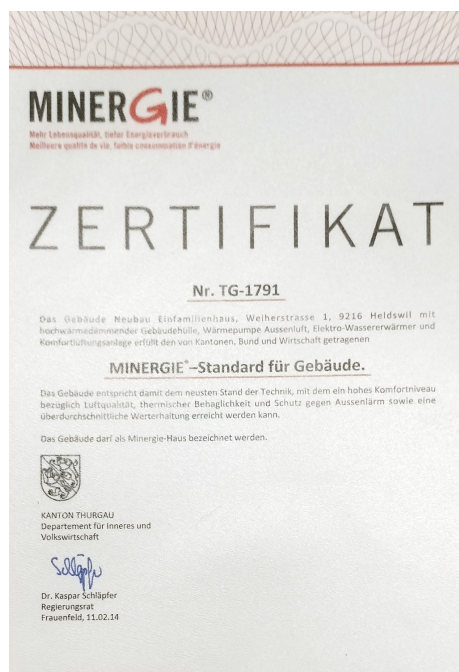 MINERGIE®
Mehr Lebensqualität, tiefer Energieverbrauch
Meilleure qualité de vie, faible consommation d'énergie
ZERTIFIKAT
Nr. TG-1791
Das Gebäude Neubau Einfamilienhaus, Weiherstrasse 1, 9216 Heldswil mit
hochwärmedämmender Gebäudehülle, Wärmepumpe Aussenluft, Elektro-Wassererwärmer und
Komfortlüftungsanlage erfüllt den von Kantonen, Bund und Wirtschaft getragenen
MINERGIE®–Standard für Gebäude.
Das Gebäude entspricht damit dem neusten Stand der Technik, mit dem ein hohes Komfortniveau
bezüglich Luftqualität, thermischer Behaglichkeit und Schutz gegen Aussenlärm sowie eine
überdurchschnittliche Werterhaltung erreicht werden kann.
Das Gebäude darf als Minergie-Haus bezeichnet werden.
KANTON THURGAU
Departement für Inneres und
Volkswirtschaft
Schläpfer
Dr. Kaspar Schläpfer
Regierungsrat
Frauenfeld, 11.02.14